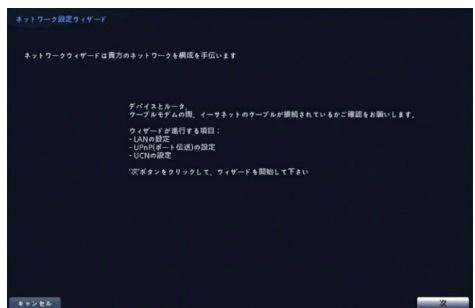 ネットワーク設定ウィザード
ネットワークウィザードは貴方のネットワークを構成を手伝います
デバイスとルータ,
ケーブルモデムの間、イーサネットのケーブルが接続されているかご確認をお願いします。
ウィザードが進行する項目：
- LANの設定
- UPnP(ポート伝送)の設定
- UCNの設定
'次'ボタンをクリックして、ウィザードを開始して下さい
キャンセル
次